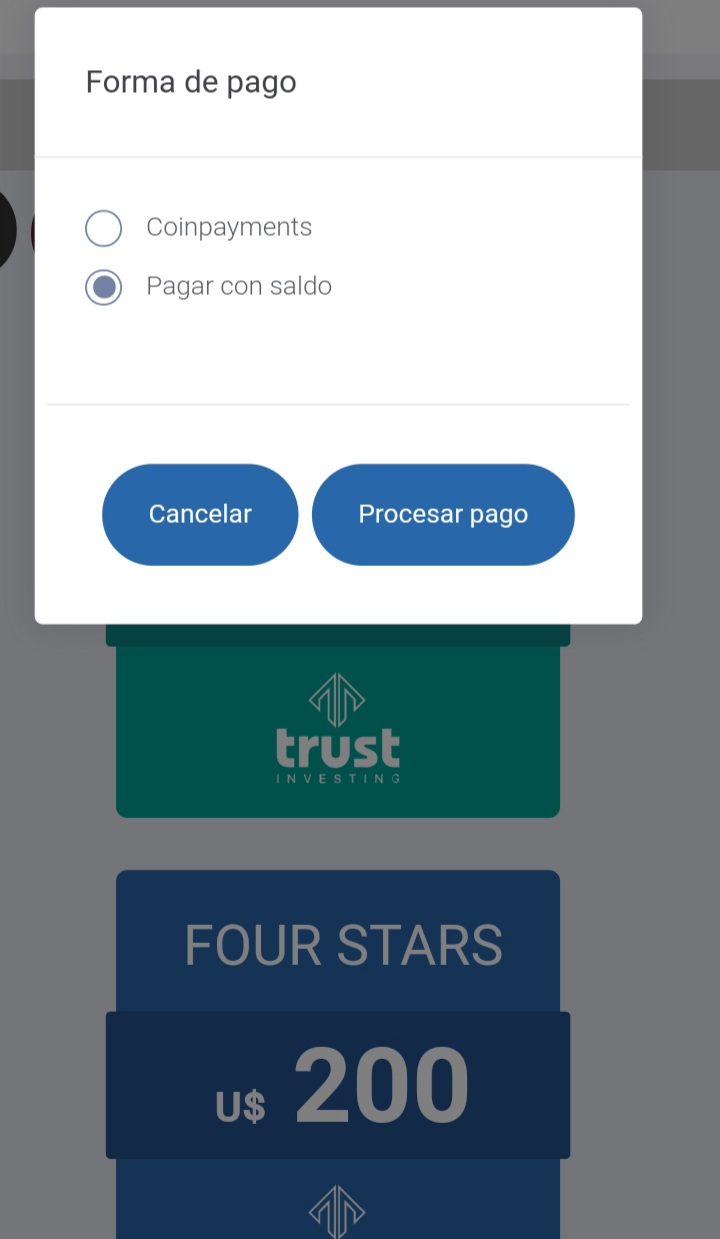 Forma de pago
Coinpayments
Pagar con saldo
Cancelar
Procesar pago
trust
INVESTING
FOUR STARS
U$ 200